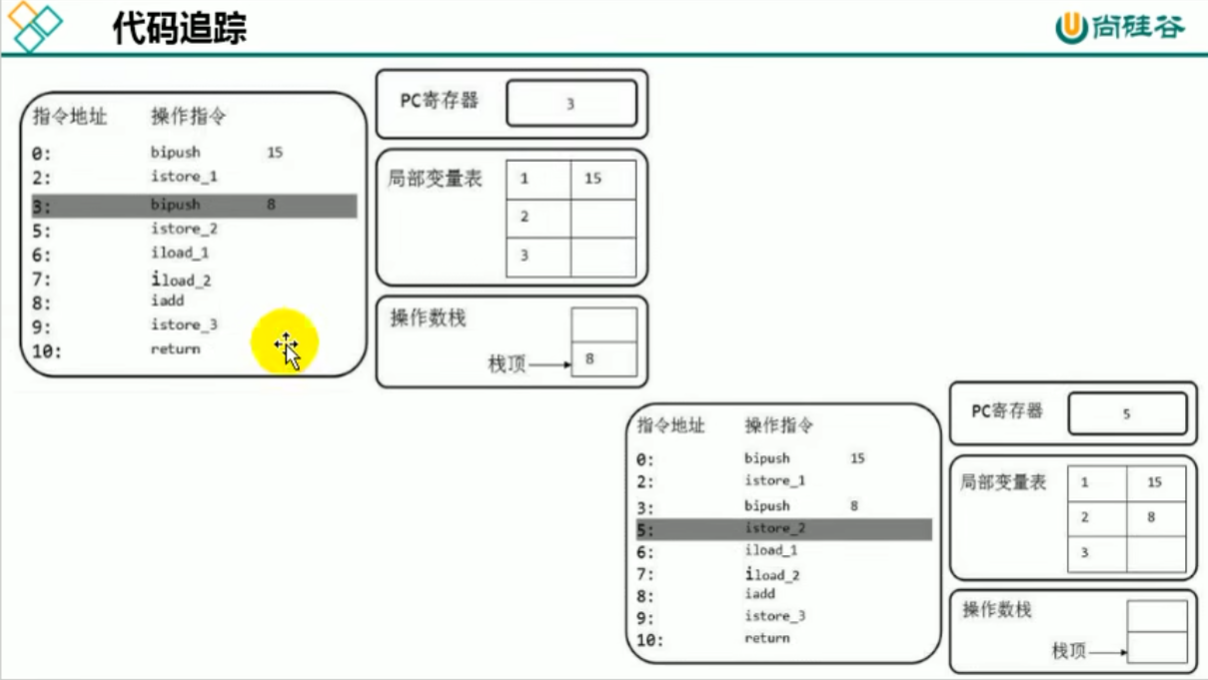 代码追踪
尚硅谷
指令地址 操作指令
0: bipush 15
2: istore_1
3: bipush 8
5: istore_2
6: iload_1
7: iload_2
8: iadd
9: istore_3
10: return
PC寄存器 3
局部变量表
1 15
2
3
操作数栈
栈顶 8
指令地址 操作指令
0: bipush 15
2: istore_1
3: bipush 8
5: istore_2
6: iload_1
7: iload_2
8: iadd
9: istore_3
10: return
PC寄存器 5
局部变量表
1 15
2 8
3
操作数栈
栈顶